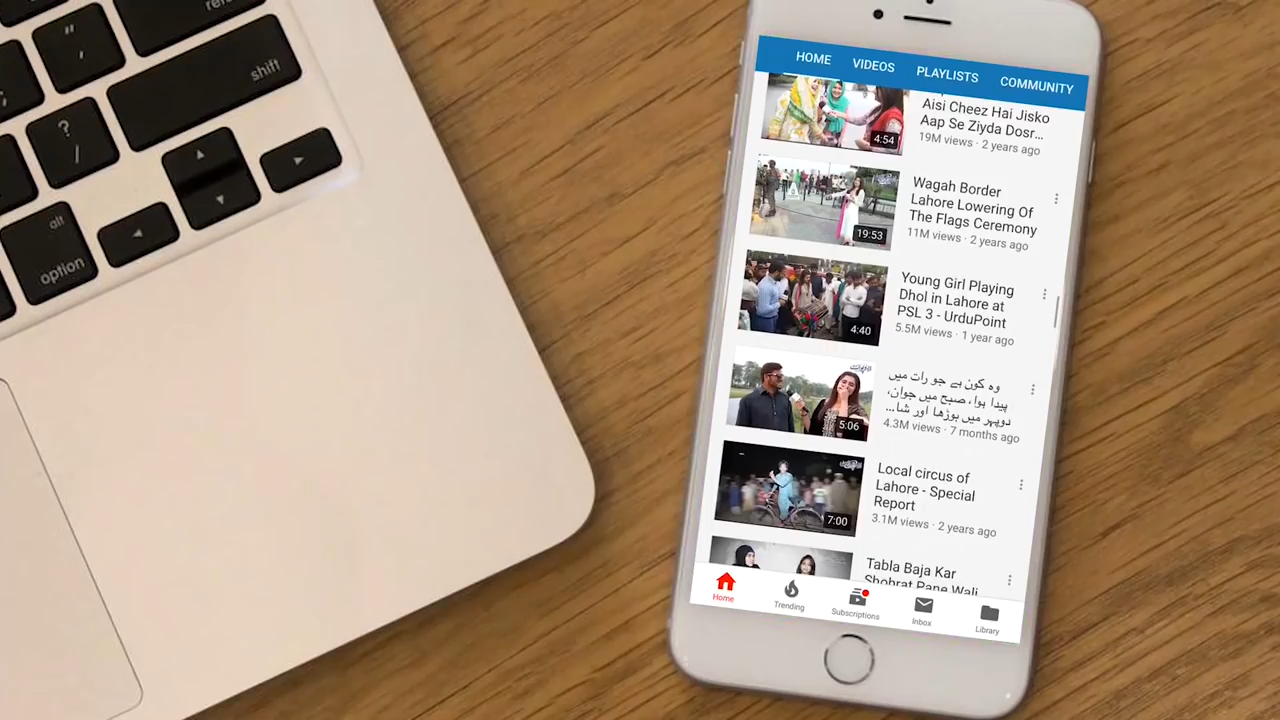 refe
shift
"
,
;
?
/
alt
option
HOME VIDEOS PLAYLISTS COMMUNITY
4:54
Aisi Cheez Hai Jisko
Aap Se Ziyda Dosr...
19M views · 2 years ago
19:53
Wagah Border
Lahore Lowering Of
The Flags Ceremony
11M views · 2 years ago
4:40
Young Girl Playing
Dhol in Lahore at
PSL 3 - UrduPoint
5.5M views · 1 year ago
5:06
وہ کون ہے جو رات میں
پیدا ہوا، صبح میں جوان،
دوپہر میں بوڑھا اور شا...
4.3M views · 7 months ago
7:00
Local circus of
Lahore - Special
Report
3.1M views · 2 years ago
Tabla Baja Kar
Shohrat Pane Wali
Home Trending Subscriptions Inbox Library